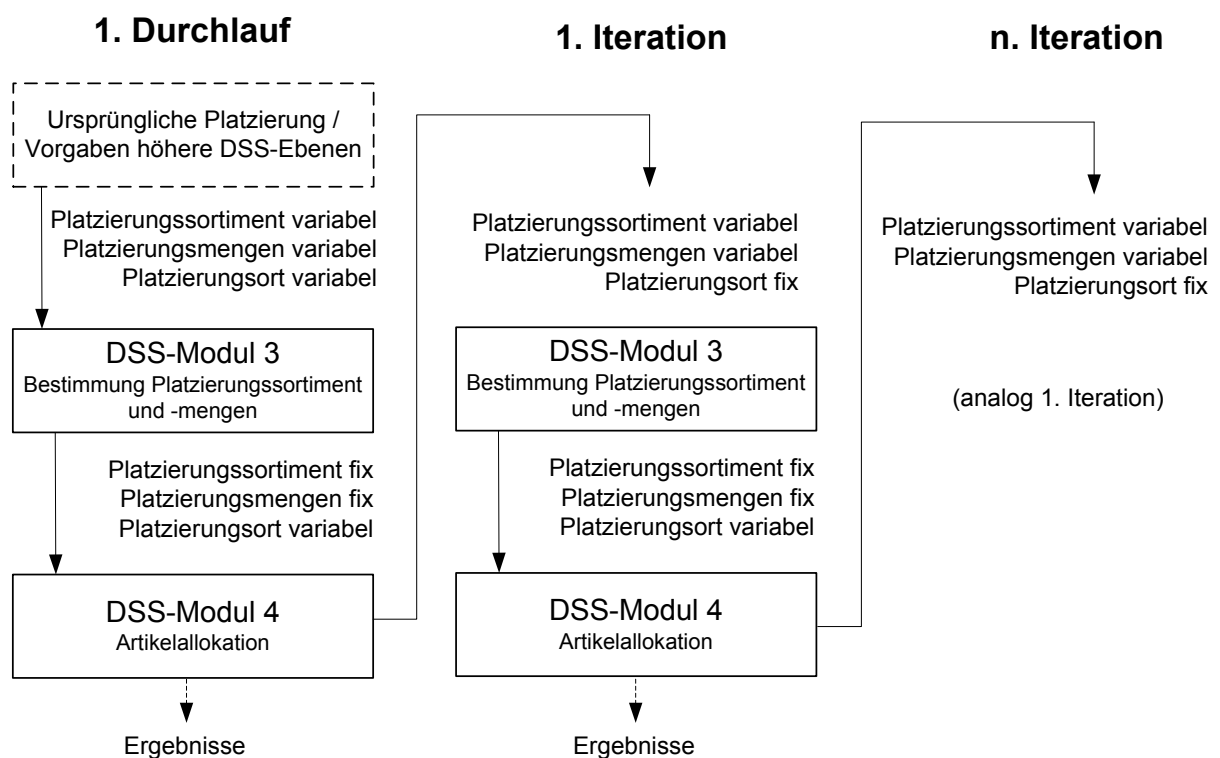 1. Durchlauf
Ursprüngliche Platzierung /
Vorgaben höhere DSS-Ebenen
Platzierungssortiment variabel
Platzierungsmengen variabel
Platzierungsort variabel
DSS-Modul 3
Bestimmung Platzierungssortiment
und -mengen
Platzierungssortiment fix
Platzierungsmengen fix
Platzierungsort variabel
DSS-Modul 4
Artikelallokation
Ergebnisse
1. Iteration
Platzierungssortiment variabel
Platzierungsmengen variabel
Platzierungsort fix
DSS-Modul 3
Bestimmung Platzierungssortiment
und -mengen
Platzierungssortiment fix
Platzierungsmengen fix
Platzierungsort variabel
DSS-Modul 4
Artikelallokation
Ergebnisse
n. Iteration
Platzierungssortiment variabel
Platzierungsmengen variabel
Platzierungsort fix
(analog 1. Iteration)